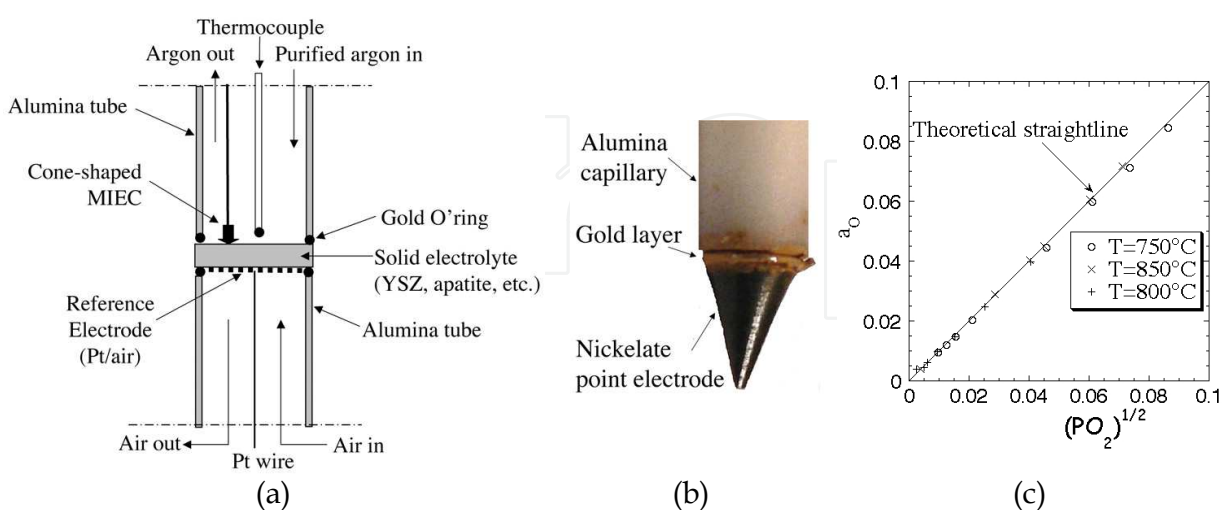 Thermocouple
Argon out
Purified argon in
Alumina tube
Cone-shaped
MIEC
Gold O'ring
Solid electrolyte
(YSZ, apatite, etc.)
Reference
Electrode
(Pt/air)
Alumina tube
Air out
Pt wire
Air in
(a)
Alumina
capillary
Gold layer
Nickelate
point electrode
(b)
0.1
0.08
0.06
0.04
0.02
0
a_O
Theoretical straightline
T=750°C
T=850°C
T=800°C
0 0.02 0.04 0.06 0.08 0.1
(PO₂)^1/2
(c)